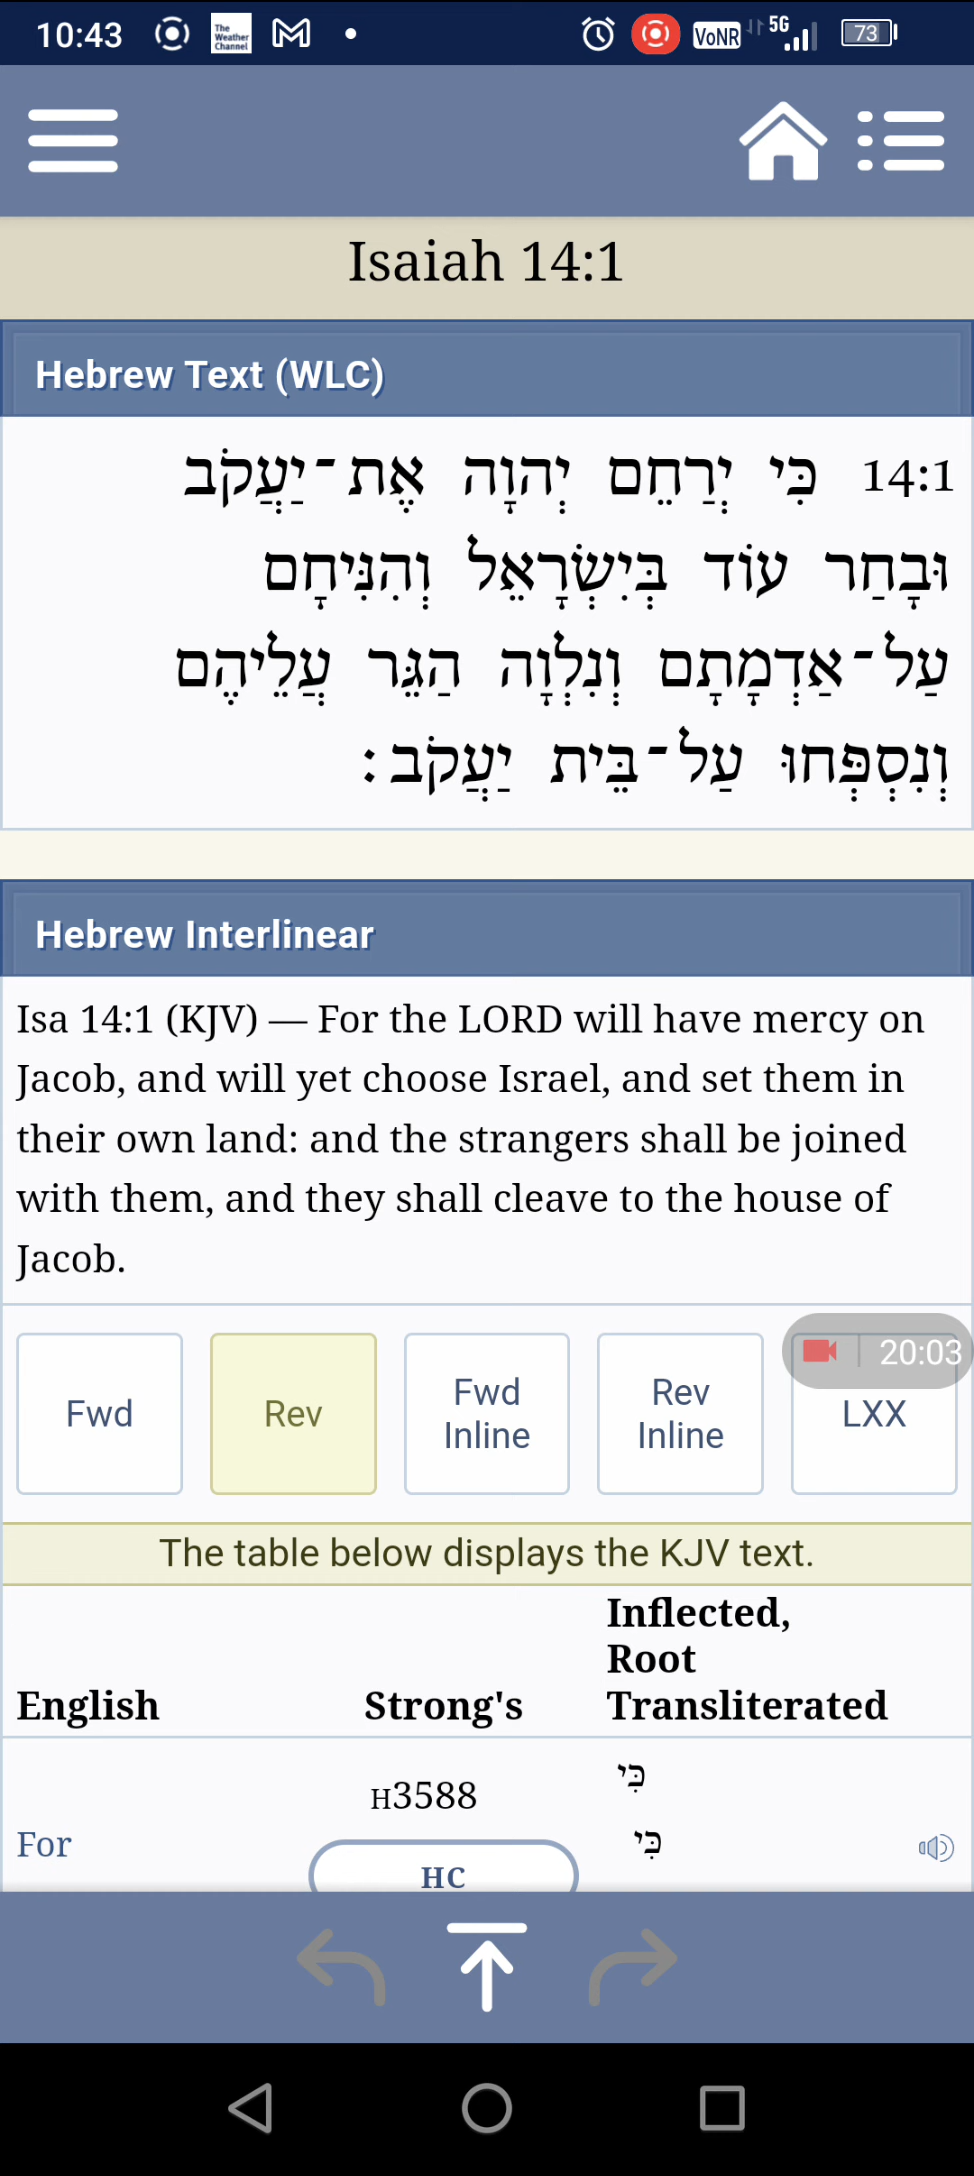 10:43
The Weather Channel
VoNR 5G 73
Isaiah 14:1
Hebrew Text (WLC)
14:1 כִּי יְרַחֵם יְהוָה אֶת־יַעֲקֹב
וּבָחַר עוֹד בְּיִשְׂרָאֵל וְהִנִּיחָם
עַל־אַדְמָתָם וְנִלְוָה הַגֵּר עֲלֵיהֶם
וְנִסְפְּחוּ עַל־בֵּית יַעֲקֹב׃
Hebrew Interlinear
Isa 14:1 (KJV) — For the LORD will have mercy on
Jacob, and will yet choose Israel, and set them in
their own land: and the strangers shall be joined
with them, and they shall cleave to the house of
Jacob.
20:03
Fwd
Rev
Fwd
Inline
Rev
Inline
LXX
The table below displays the KJV text.
English
Strong's
Inflected,
Root
Transliterated
For
H3588
HC
כִּי
כִּי